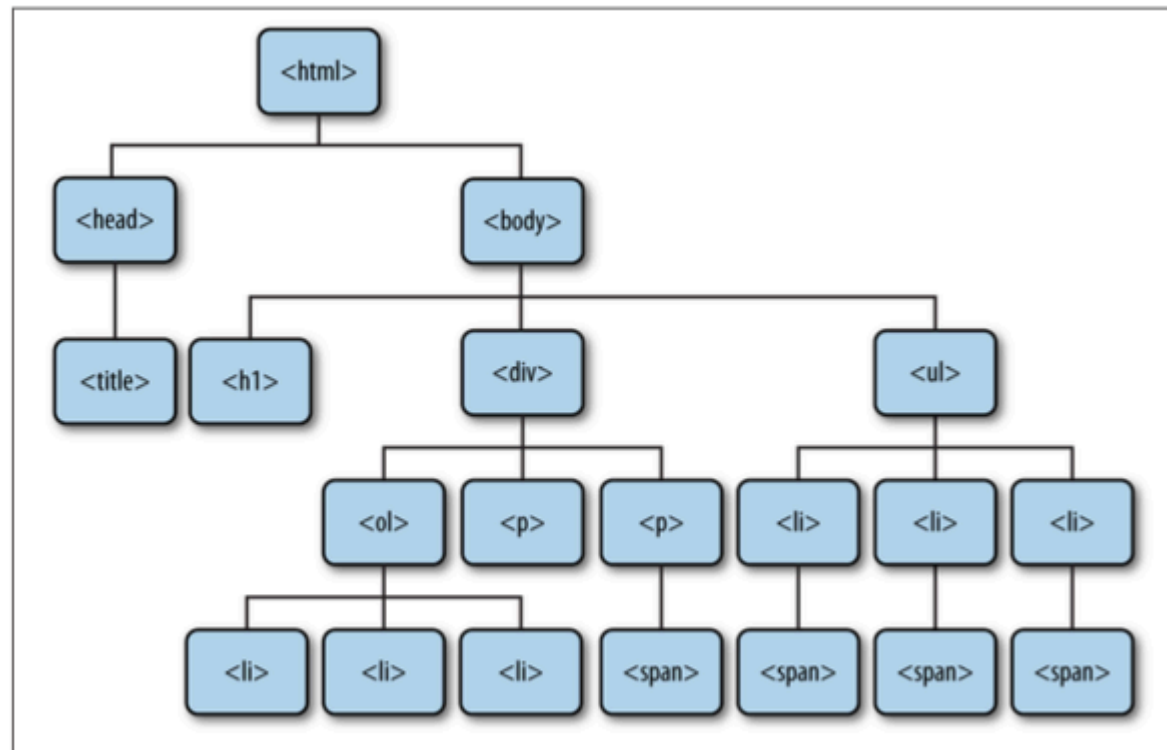 <html>
<head>
<body>
<title>
<h1>
<div>
<ul>
<ol>
<p>
<p>
<li>
<li>
<li>
<li>
<li>
<li>
<span>
<span>
<span>
<span>